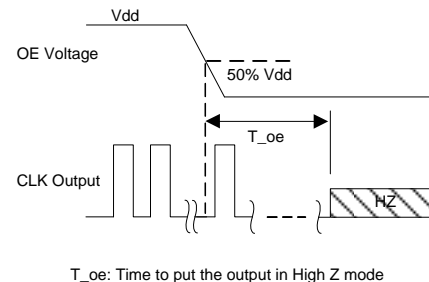 Vdd
OE Voltage
50% Vdd
T_oe
CLK Output
HZ
T_oe: Time to put the output in High Z mode